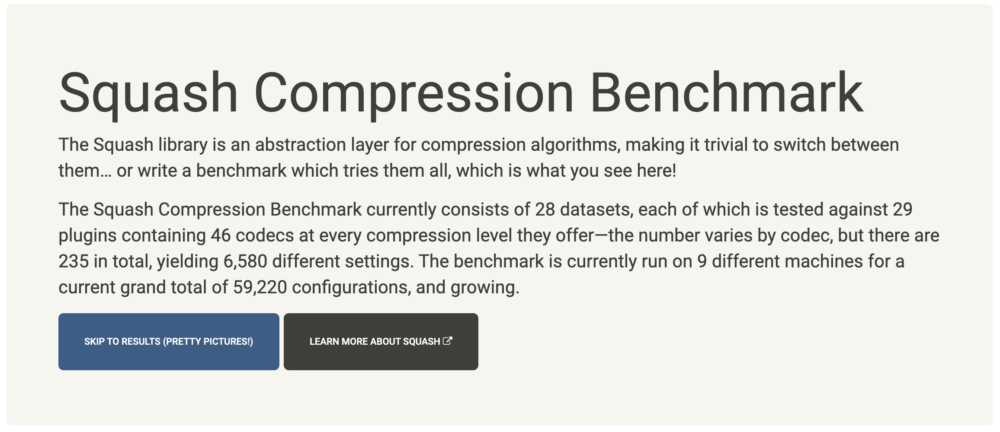 Squash Compression Benchmark
The Squash library is an abstraction layer for compression algorithms, making it trivial to switch between
them... or write a benchmark which tries them all, which is what you see here!
The Squash Compression Benchmark currently consists of 28 datasets, each of which is tested against 29
plugins containing 46 codecs at every compression level they offer—the number varies by codec, but there are
235 in total, yielding 6,580 different settings. The benchmark is currently run on 9 different machines for a
current grand total of 59,220 configurations, and growing.
SKIP TO RESULTS (PRETTY PICTURES!)
LEARN MORE ABOUT SQUASH